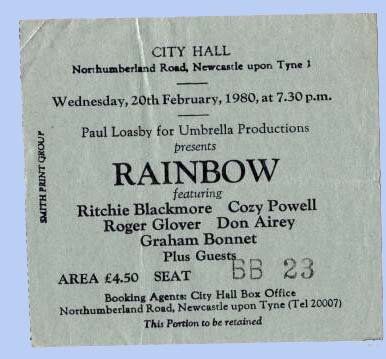 CITY HALL
Northumberland Road, Newcastle upon Tyne 1
Wednesday, 20th February, 1980, at 7.30 p.m.
Paul Loasby for Umbrella Productions
presents
RAINBOW
featuring
Ritchie Blackmore Cozy Powell
Roger Glover Don Airey
Graham Bonnet
Plus Guests
AREA £4.50 SEAT BB 23
Booking Agents: City Hall Box Office
Northumberland Road, Newcastle upon Tyne (Tel 20007)
This Portion to be retained
SMITH PRINT GROUP